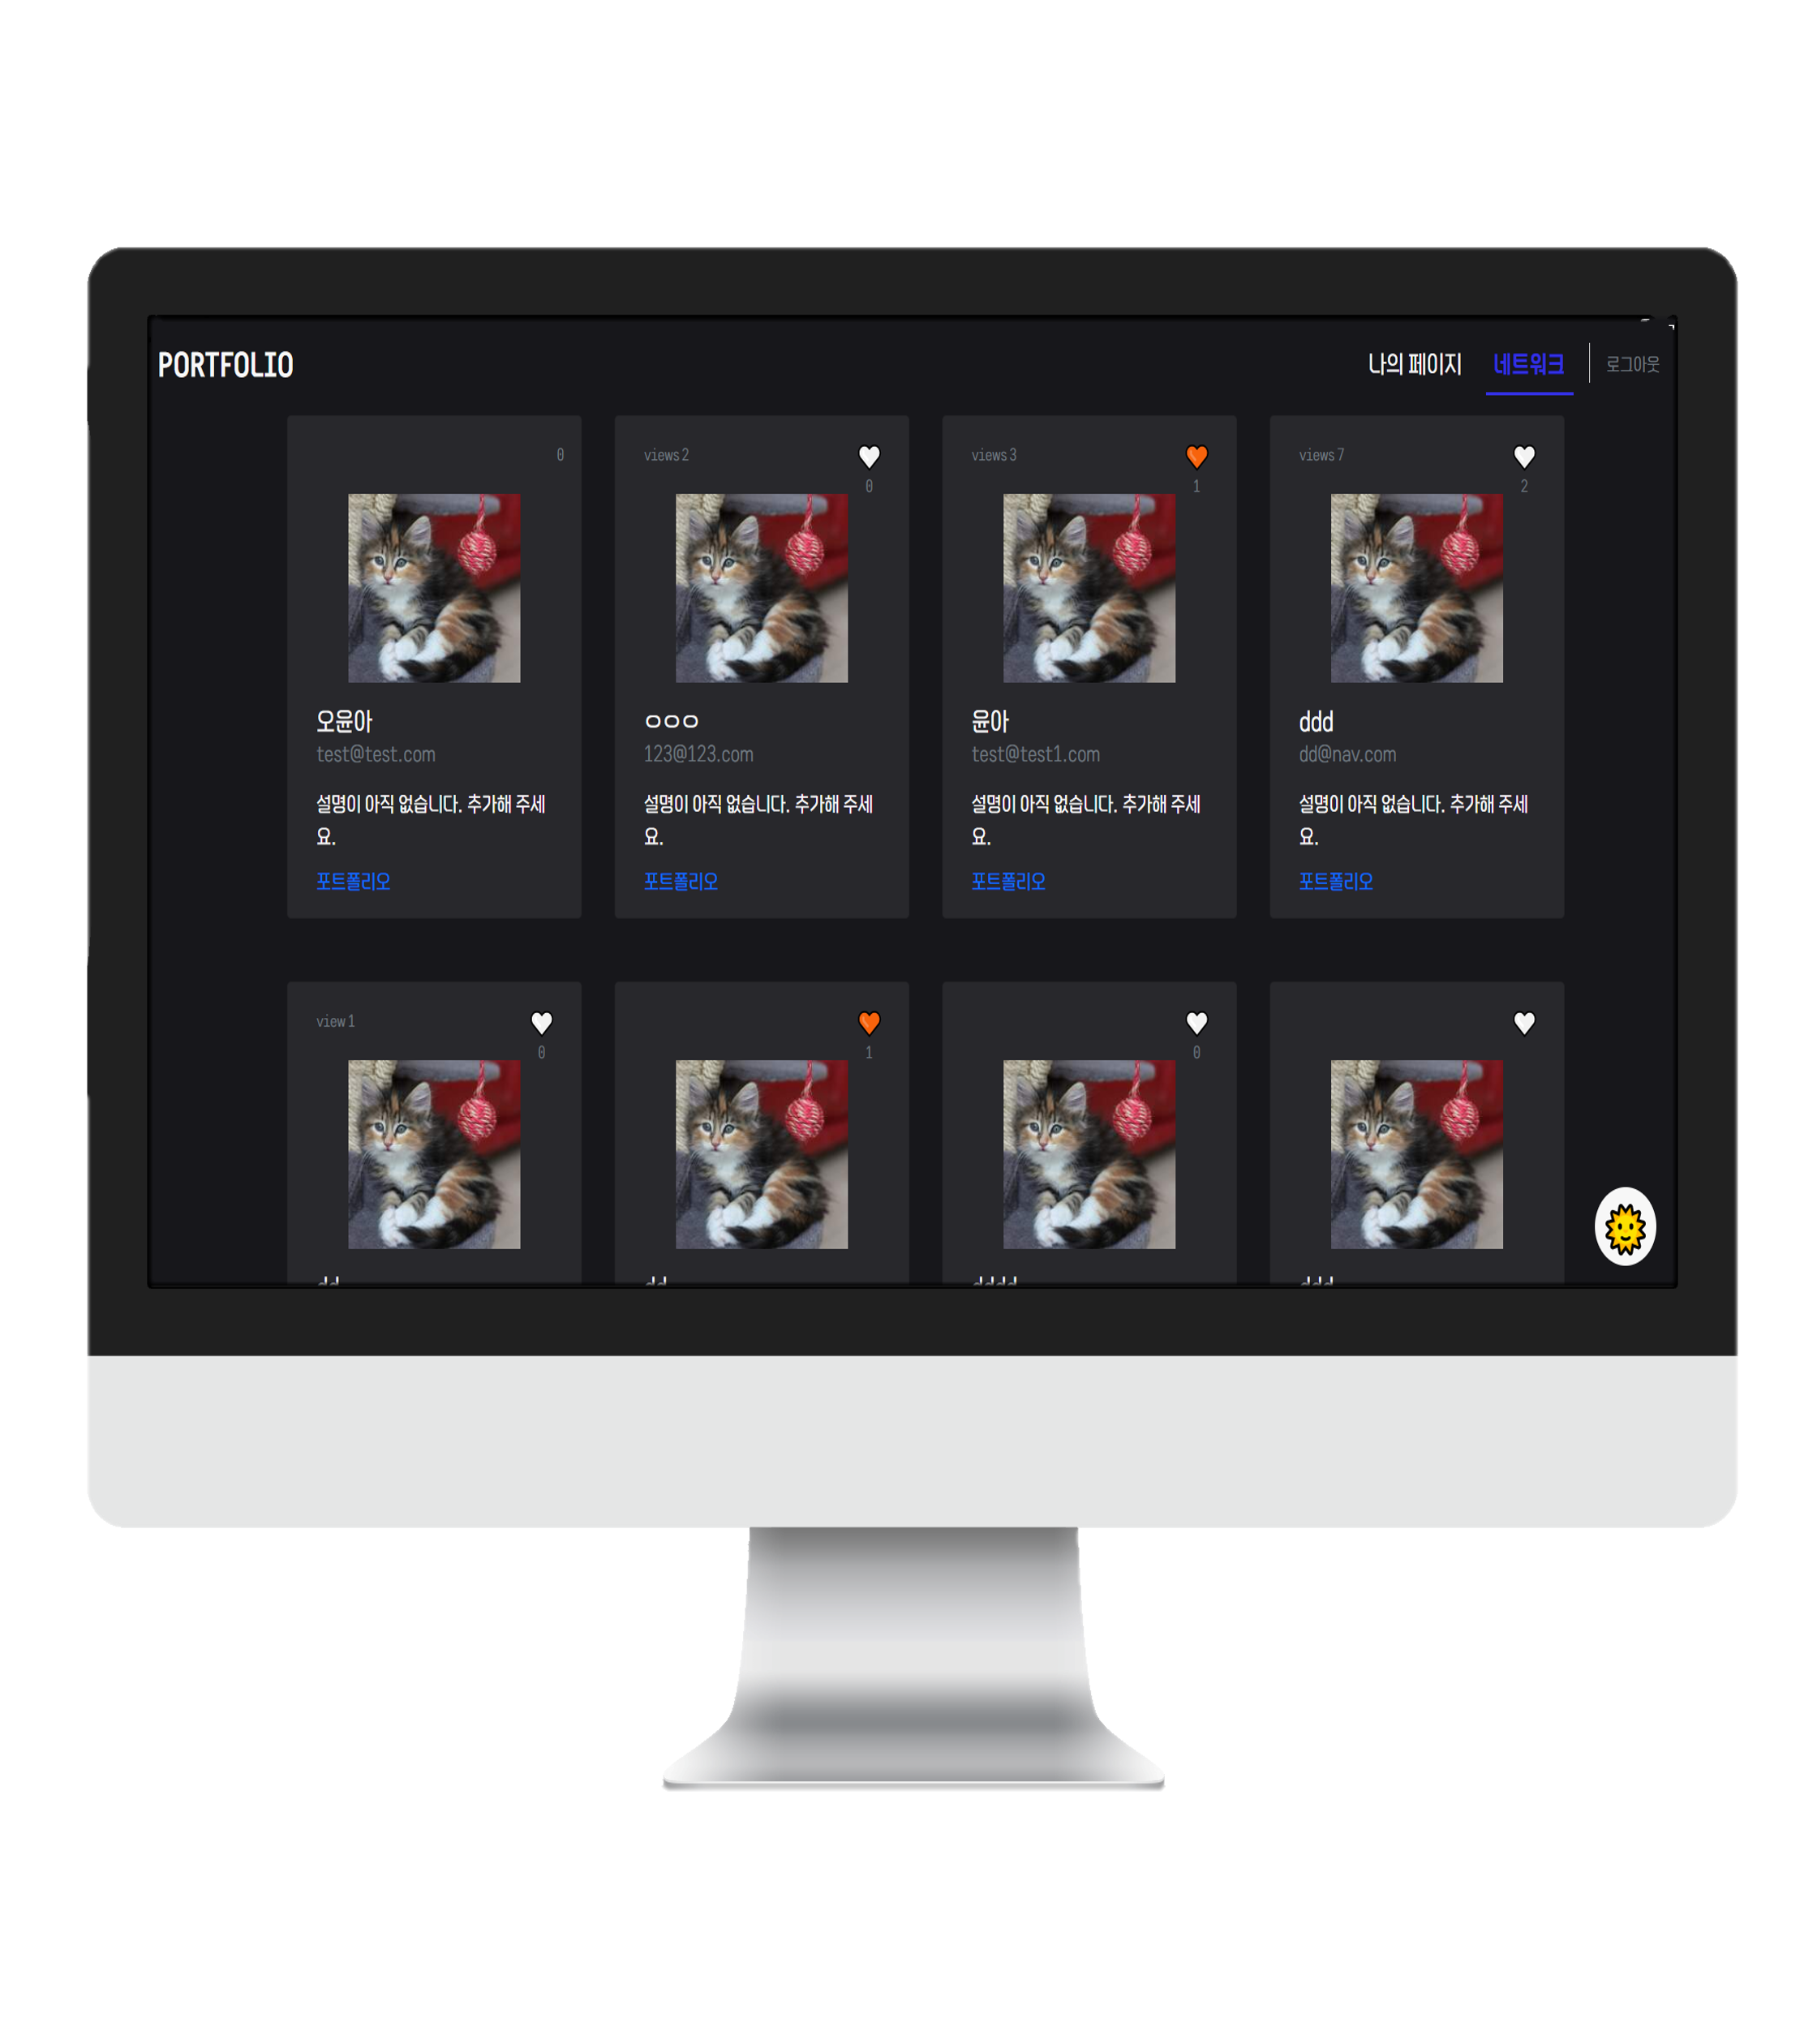 PORTFOLIO 나의 페이지 네트워크 로그아웃
0
views 2
0
views 3
1
views 7
2
오윤아
test@test.com
설명이 아직 없습니다. 추가해 주세
요.
포트폴리오
ㅇㅇㅇ
123@123.com
설명이 아직 없습니다. 추가해 주세
요.
포트폴리오
윤아
test@test1.com
설명이 아직 없습니다. 추가해 주세
요.
포트폴리오
ddd
dd@nav.com
설명이 아직 없습니다. 추가해 주세
요.
포트폴리오
view 1
0
1
0